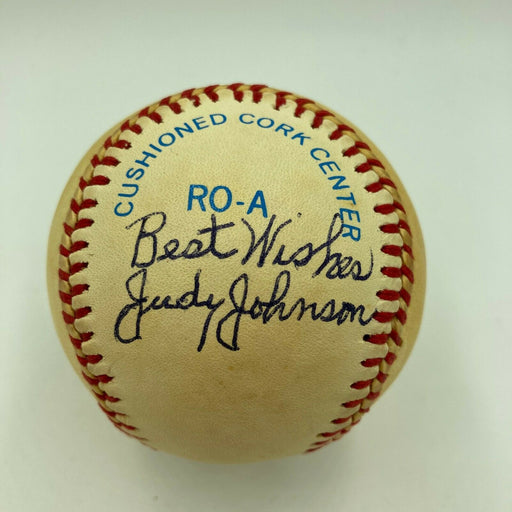 CUSHIONED CORK CENTER
RO-A
Best Wishes
Judy Johnson